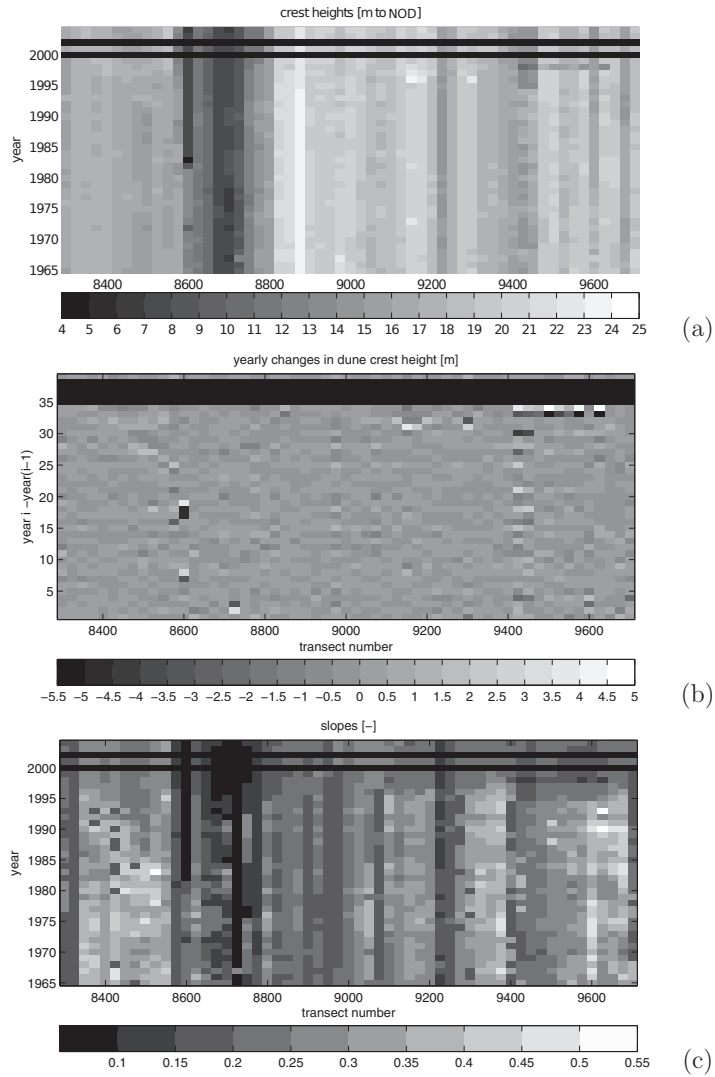 crest heights [m to NOD]
2000
1995
1990
1985
1980
1975
1970
1965
year
8400 8600 8800 9000 9200 9400 9600
4 5 6 7 8 9 10 11 12 13 14 16 17 18 19 20 21 22 23 24 25
(a)
yearly changes in dune crest height [m]
35
30
25
20
15
10
5
year i -year(i-1)
8400 8600 8800 9000 9200 9400 9600
transect number
-5.5 -5 -4.5 -4 -3.5 -3 -2.5 -2 -1.5 -1 -0.5 0 0.5 1 1.5 2 2.5 3 3.5 4 4.5 5
(b)
slopes [-]
2000
1995
1990
1985
1980
1975
1970
1965
year
8400 8600 8800 9000 9200 9400 9600
transect number
0.1 0.15 0.2 0.25 0.3 0.35 0.4 0.45 0.5 0.55
(c)